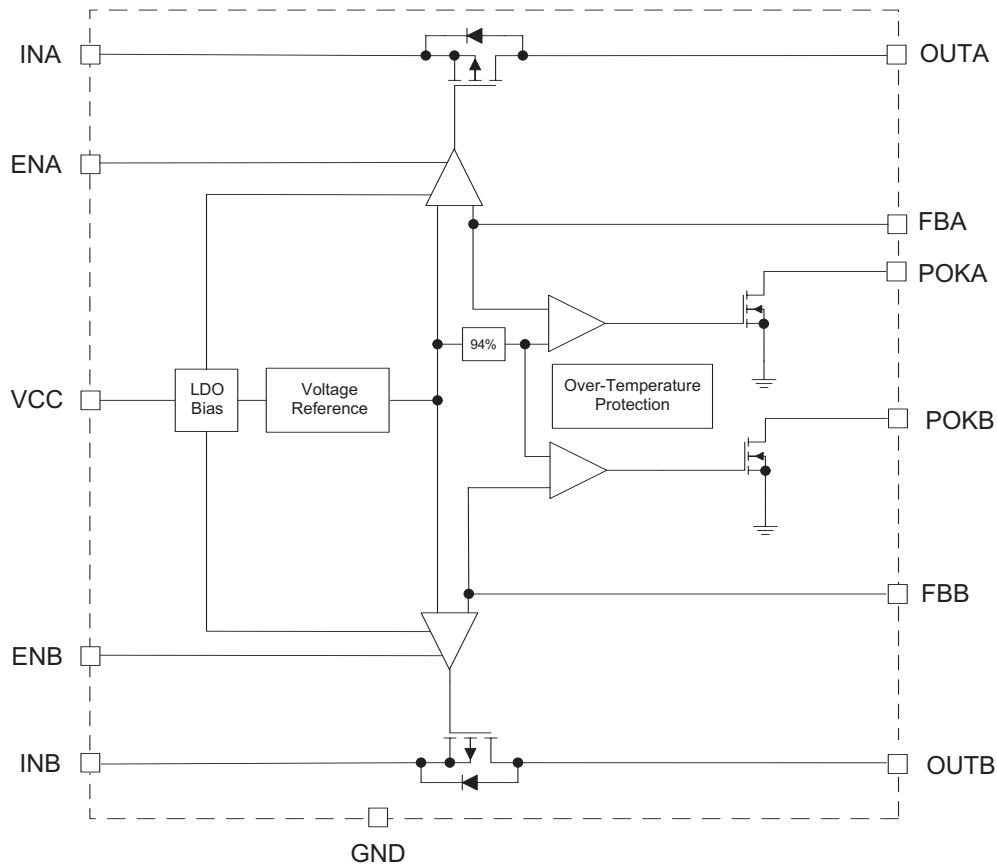 INA
OUTA
ENA
FBA
POKA
94%
VCC
LDO
Bias
Voltage
Reference
Over-Temperature
Protection
POKB
FBB
ENB
INB
OUTB
GND